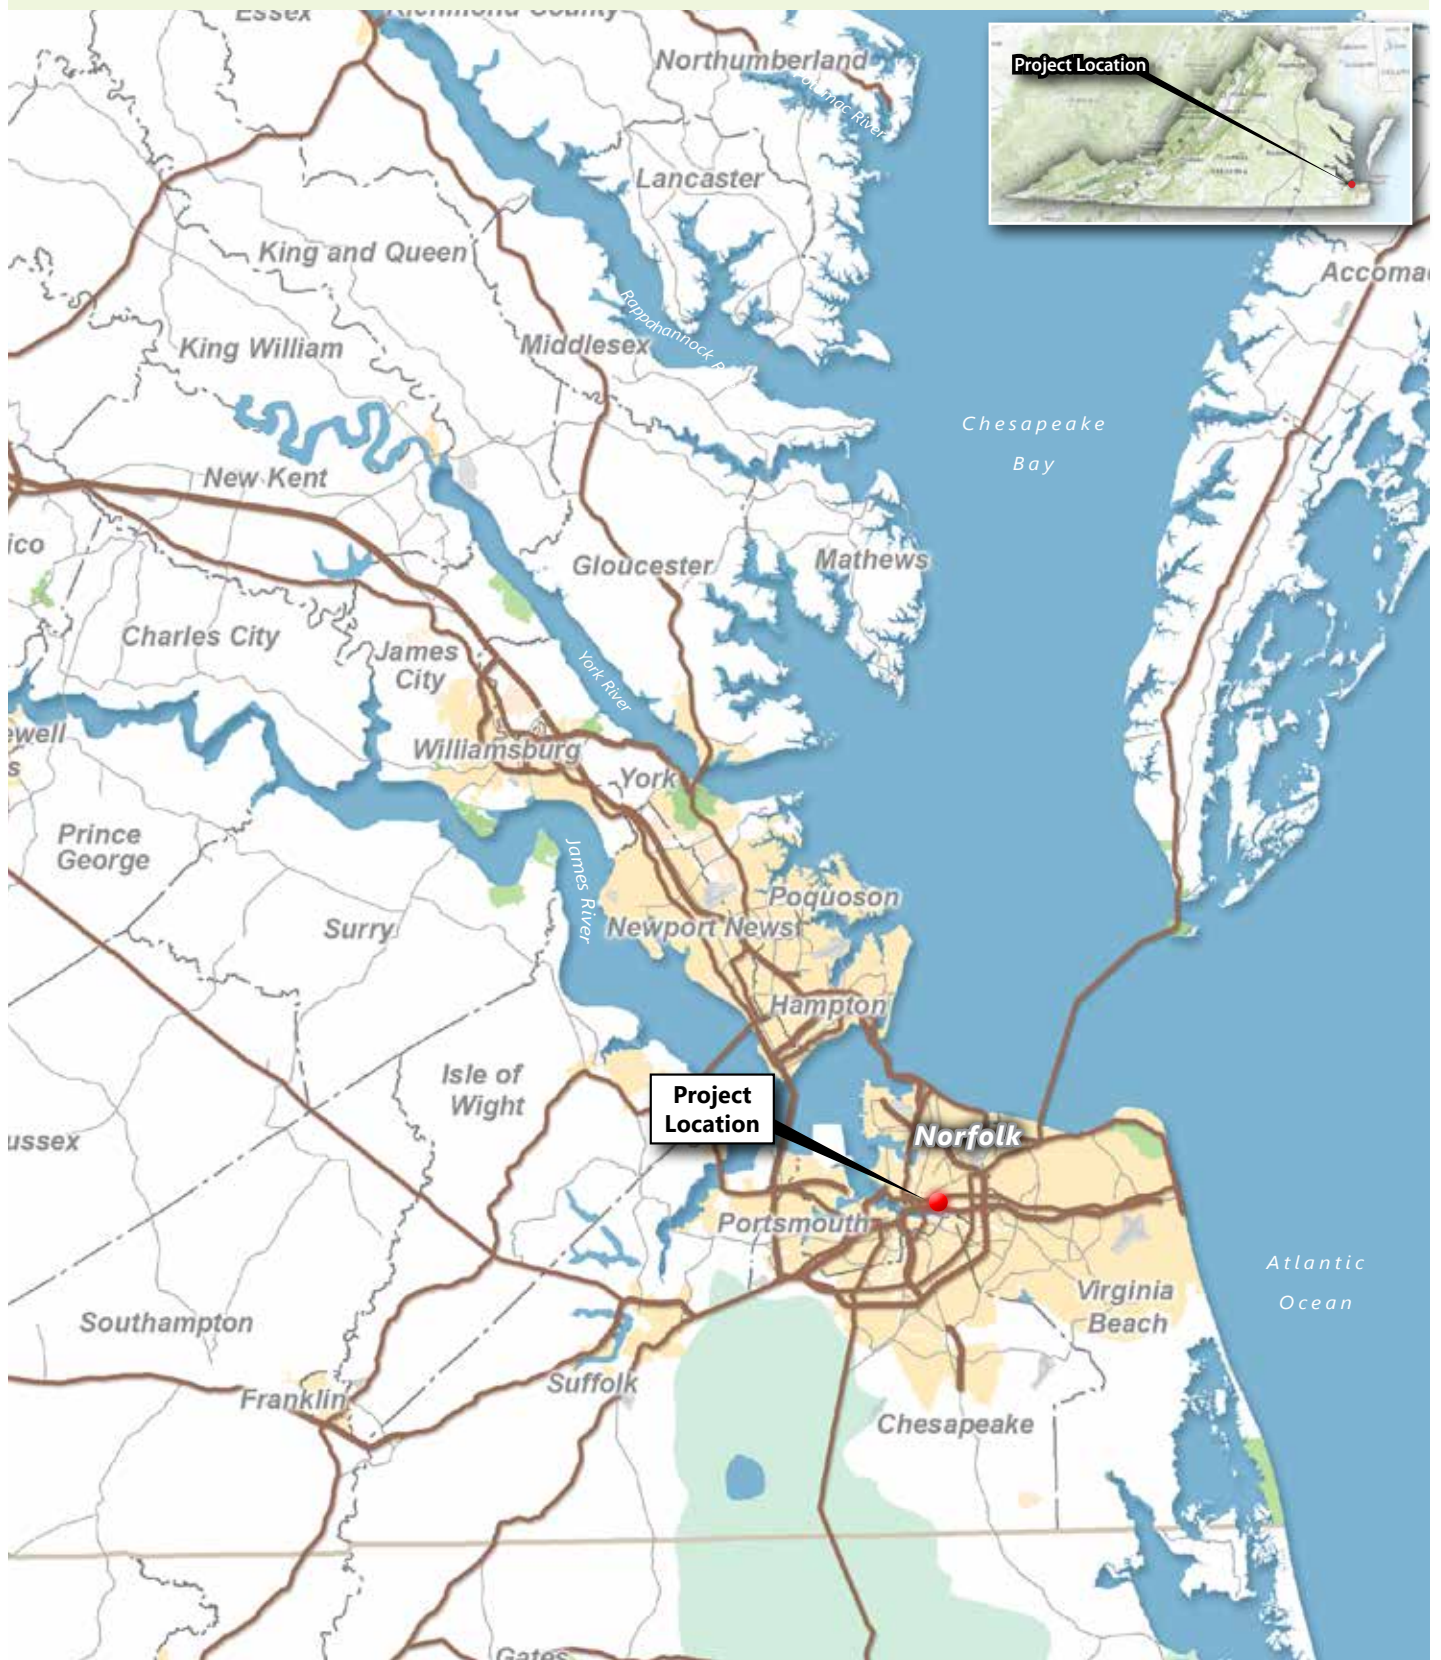 Essex
Richmond County
Northumberland
Potomac River
Project Location
Lancaster
King and Queen
Accomac
Rappahannock
King William
Middlesex
Chesapeake
Bay
New Kent
ico
Gloucester
Mathews
Charles City
James
City
York River
ewell
s
Williamsburg
York
Prince
George
James River
Poquoson
Surry
Newport News
Hampton
Isle of
Wight
Project
Location
Norfolk
ussex
Portsmouth
Atlantic
Ocean
Virginia
Beach
Southampton
Suffolk
Franklin
Chesapeake
Gates